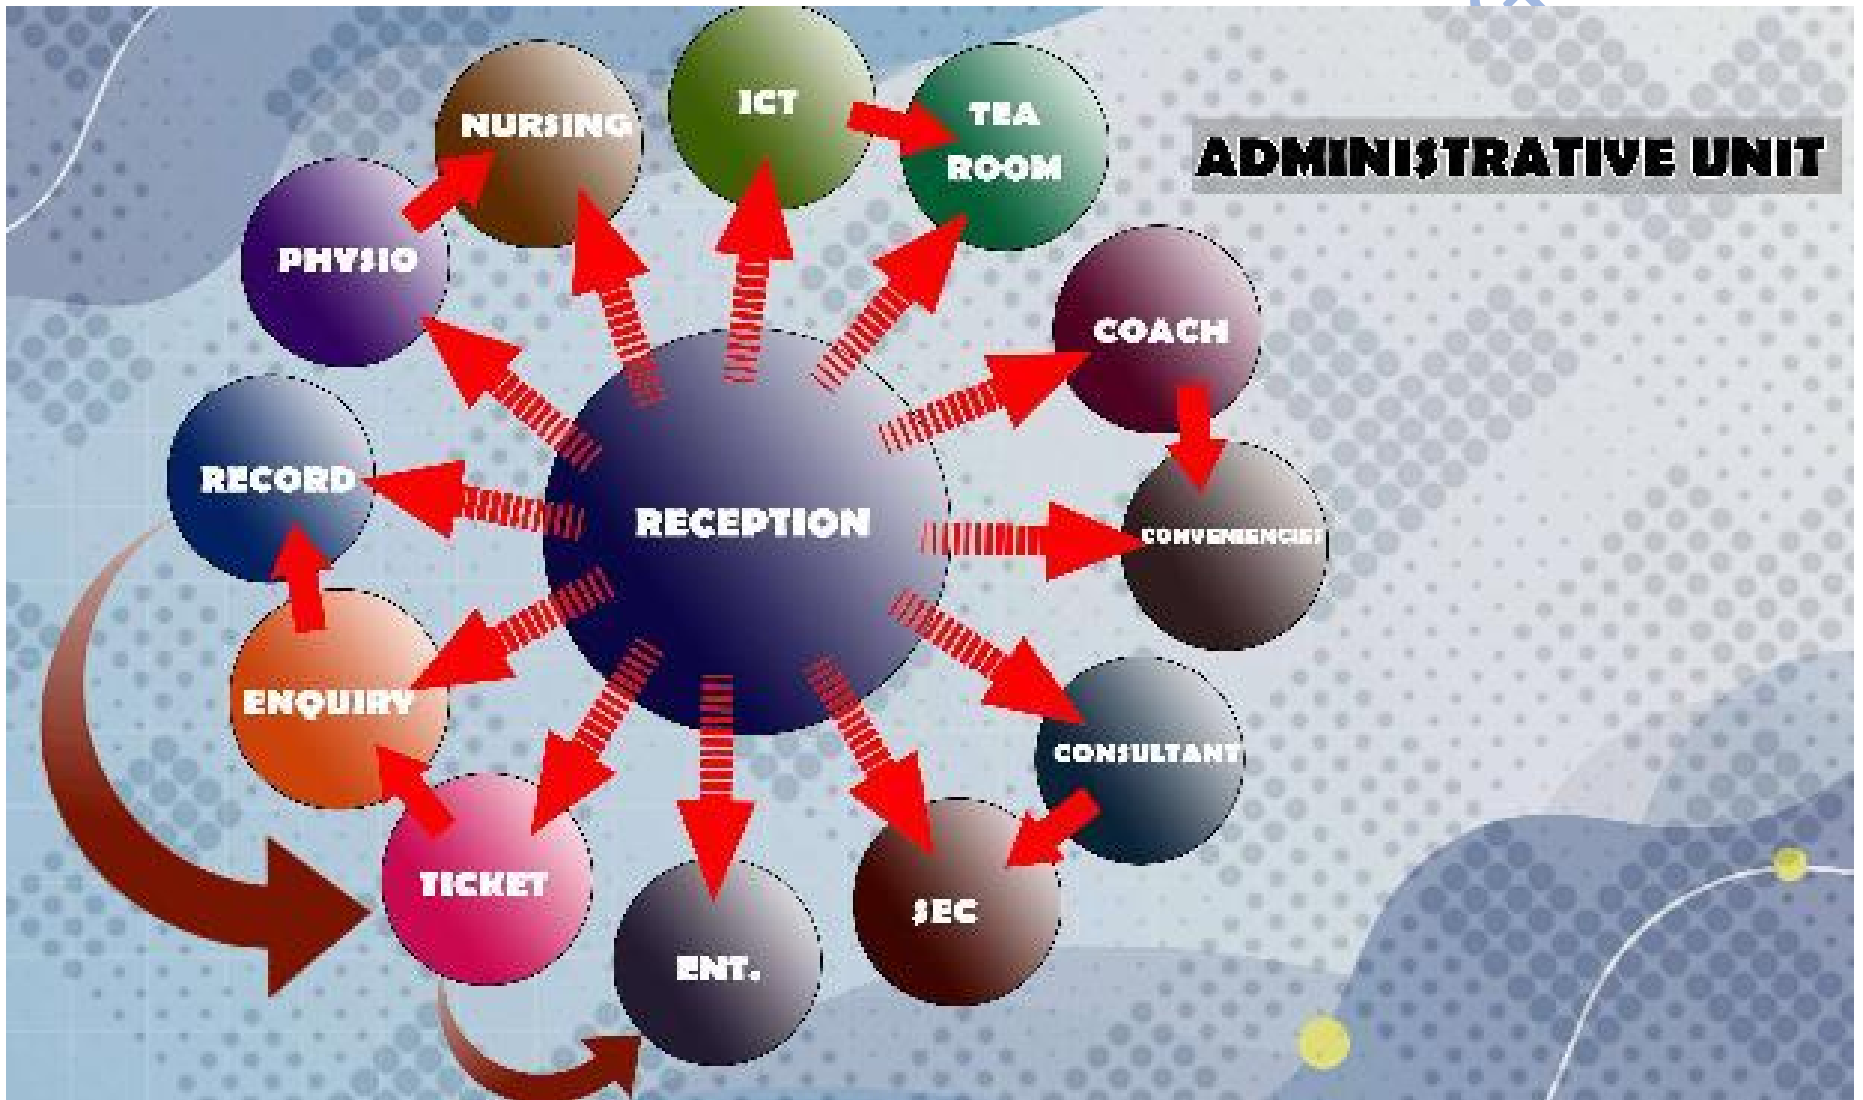 ICT
NURSING
TEA
ROOM
ADMINISTRATIVE UNIT
PHYSIO
COACH
RECORD
RECEPTION
CONVENIENCIES
ENQUIRY
CONSULTANT
TICKET
SEC
ENT.